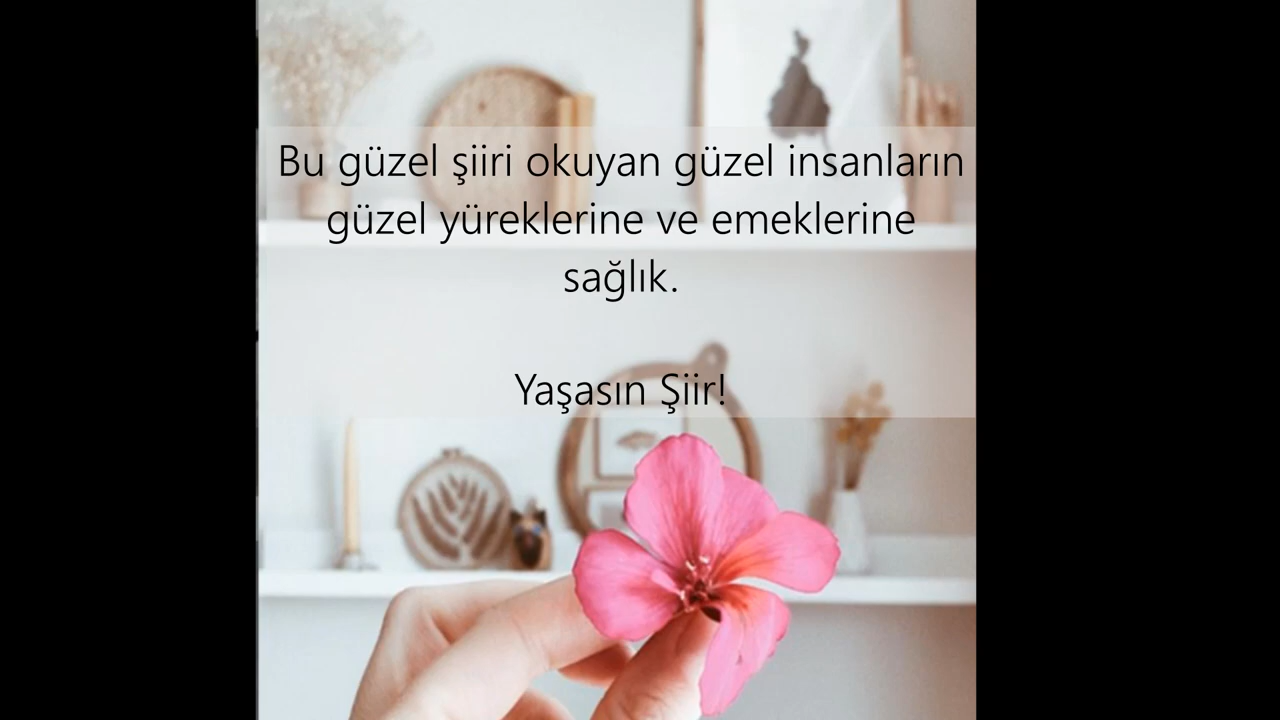 Bu güzel şiiri okuyan güzel insanların
güzel yüreklerine ve emeklerine
sağlık.
Yaşasın Şiir!